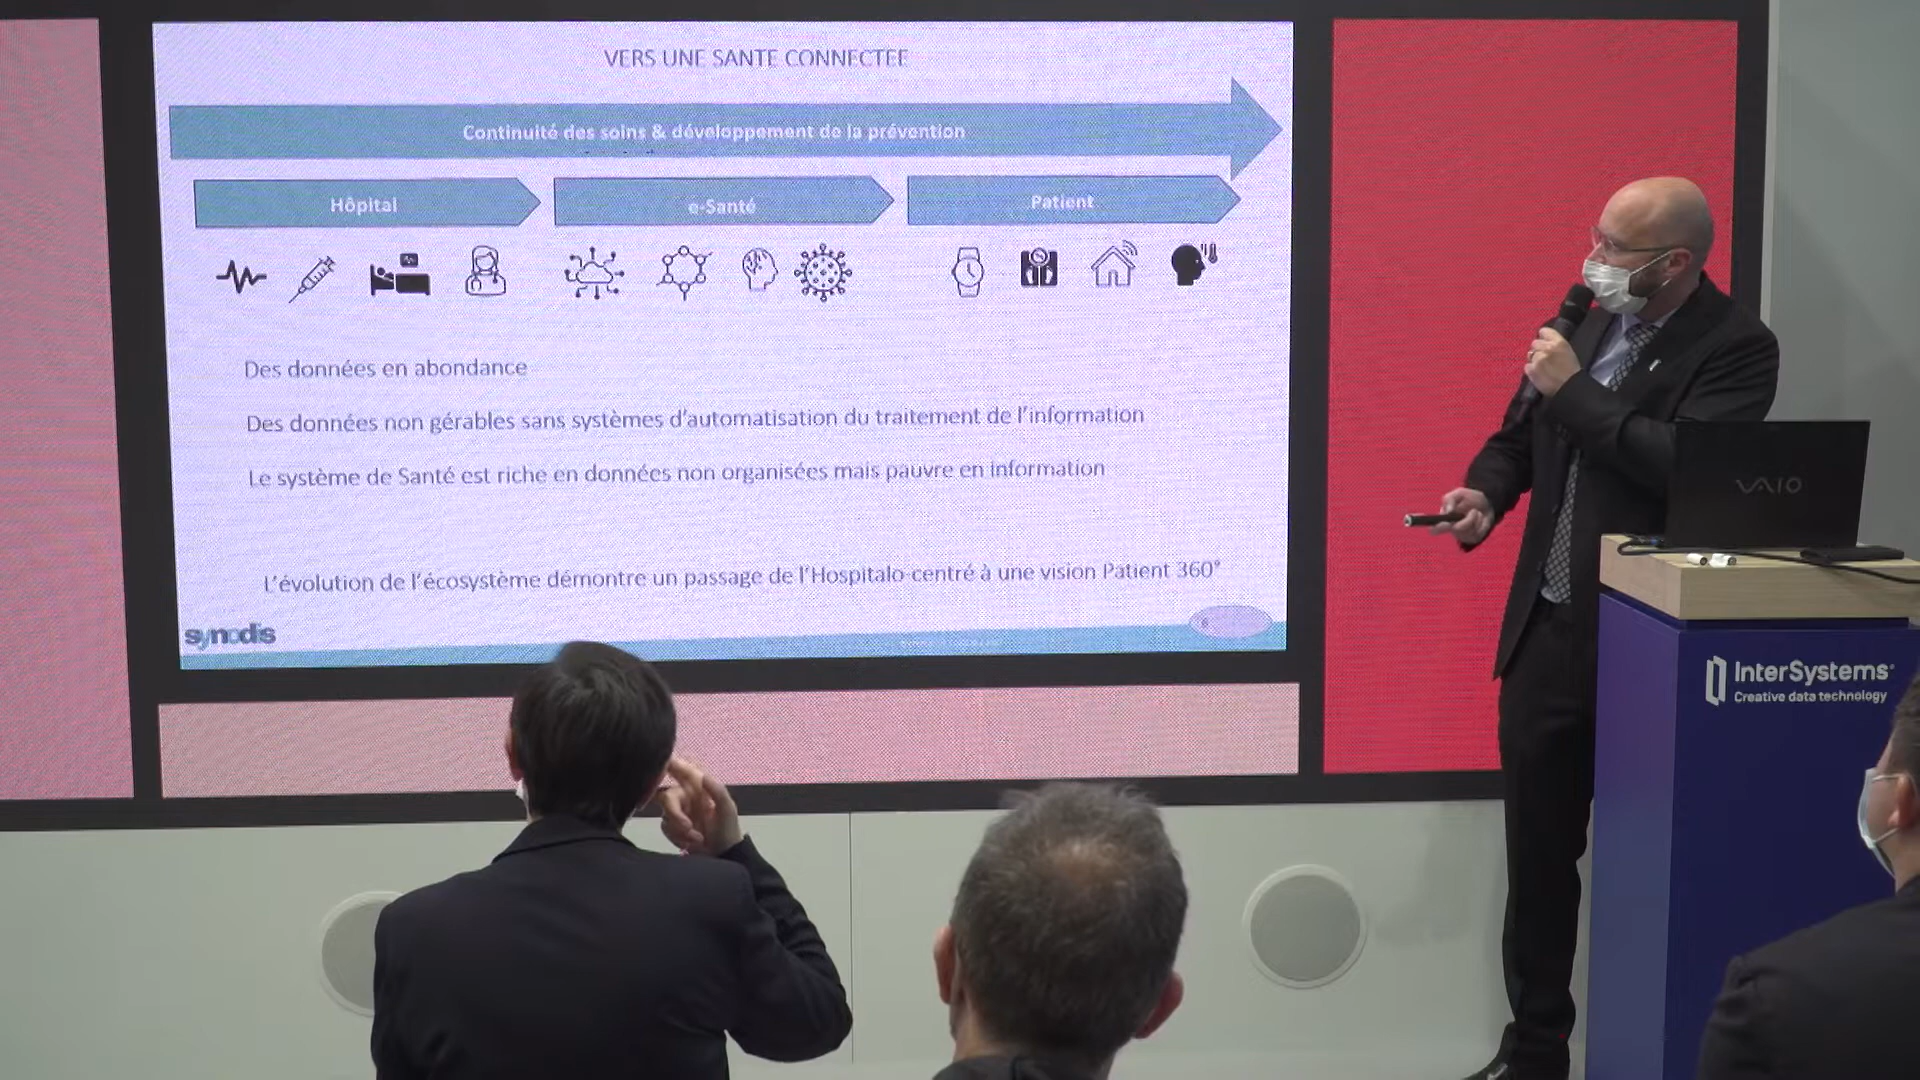 VERS UNE SANTE CONNECTEE
Continuité des soins & développement de la prévention
Hôpital
e-Santé
Patient
Des données en abondance
Des données non gérables sans systèmes d'automatisation du traitement de l'information
Le système de Santé est riche en données non organisées mais pauvre en information
L'évolution de l'écosystème démontre un passage de l'Hospitalo-centré à une vision Patient 360°
synodis
6
VAIO
InterSystems®
Creative data technology